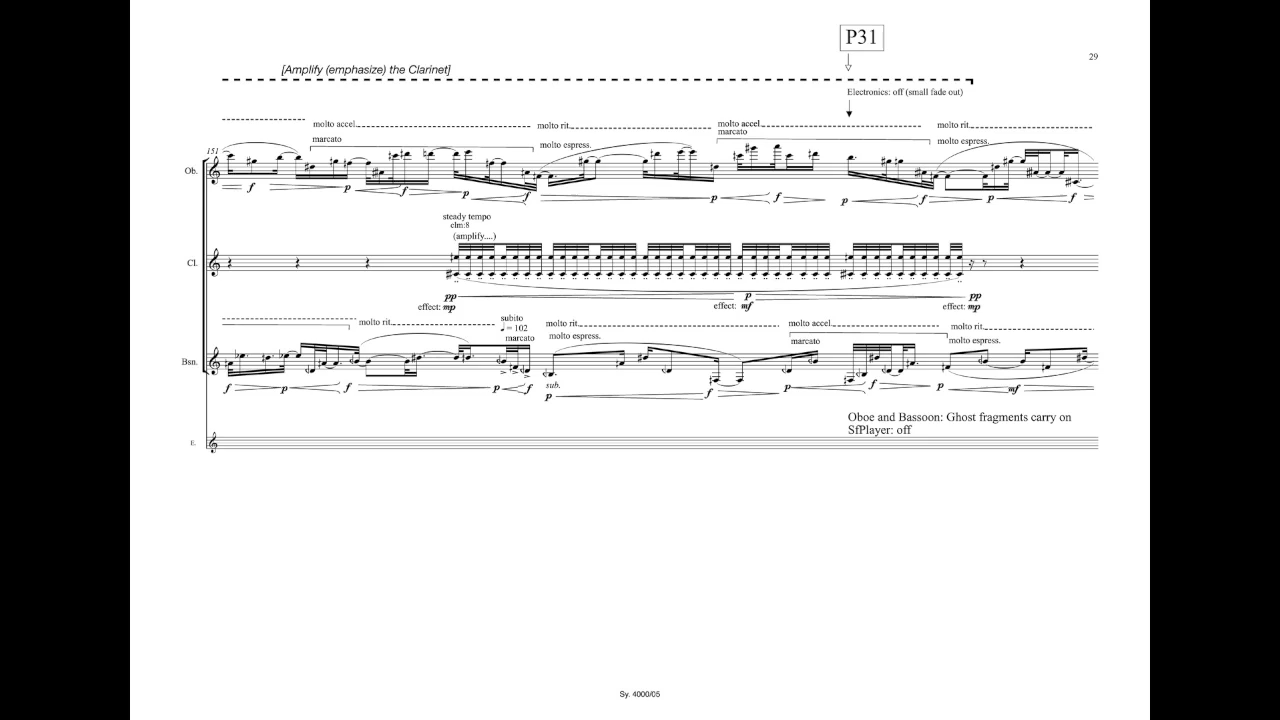 P31
29
[Amplify (emphasize) the Clarinet]
Electronics: off (small fade out)
molto accel. molto rit. molto accel. molto rit.
marcato molto espress. marcato molto espress.
151
Ob.
f p f p f p f p f p f
steady tempo
clm:8
(amplify....)
Cl.
pp p pp
effect: mp effect: mf effect: mp
molto rit. subito molto rit. molto accel. molto rit.
♩ = 102
marcato molto espress. marcato molto espress.
Bsn.
f p f p f sub. p f p f p mf
Oboe and Bassoon: Ghost fragments carry on
SfPlayer: off
E.
Sy. 4000/05